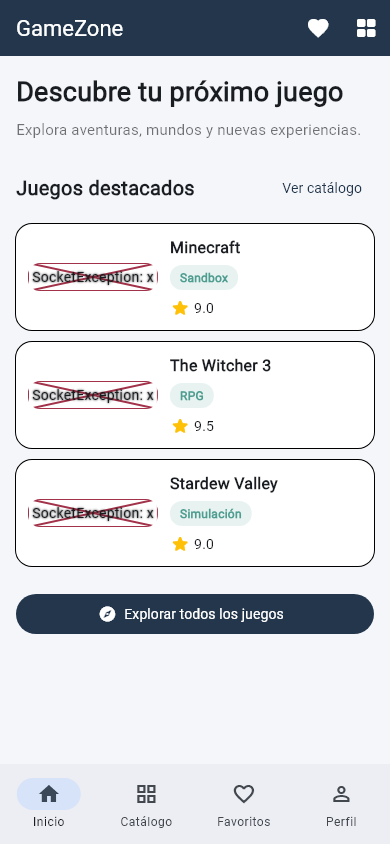 GameZone
Descubre tu próximo juego
Explora aventuras, mundos y nuevas experiencias.
Juegos destacados
Ver catálogo
Minecraft
SocketException: x
Sandbox
9.0
The Witcher 3
SocketException: x
RPG
9.5
Stardew Valley
SocketException: x
Simulación
9.0
Explorar todos los juegos
Inicio
Catálogo
Favoritos
Perfil